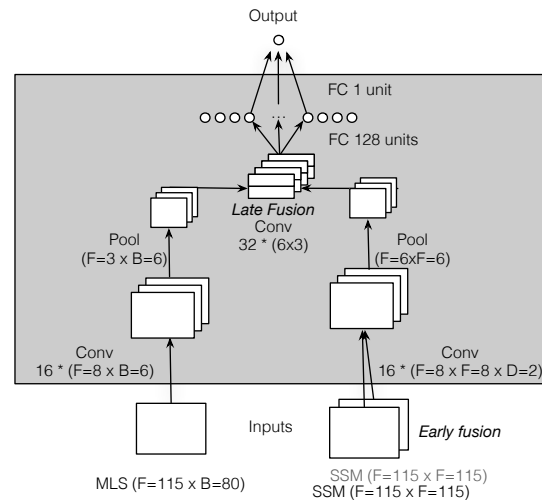 Output
FC 1 unit
...
FC 128 units
Late Fusion
Conv
32 * (6x3)
Pool
(F=3 x B=6)
Pool
(F=6xF=6)
Conv
16 * (F=8 x B=6)
Conv
16 * (F=8 x F=8 x D=2)
Inputs
Early fusion
MLS (F=115 x B=80)
SSM (F=115 x F=115)
SSM (F=115 x F=115)